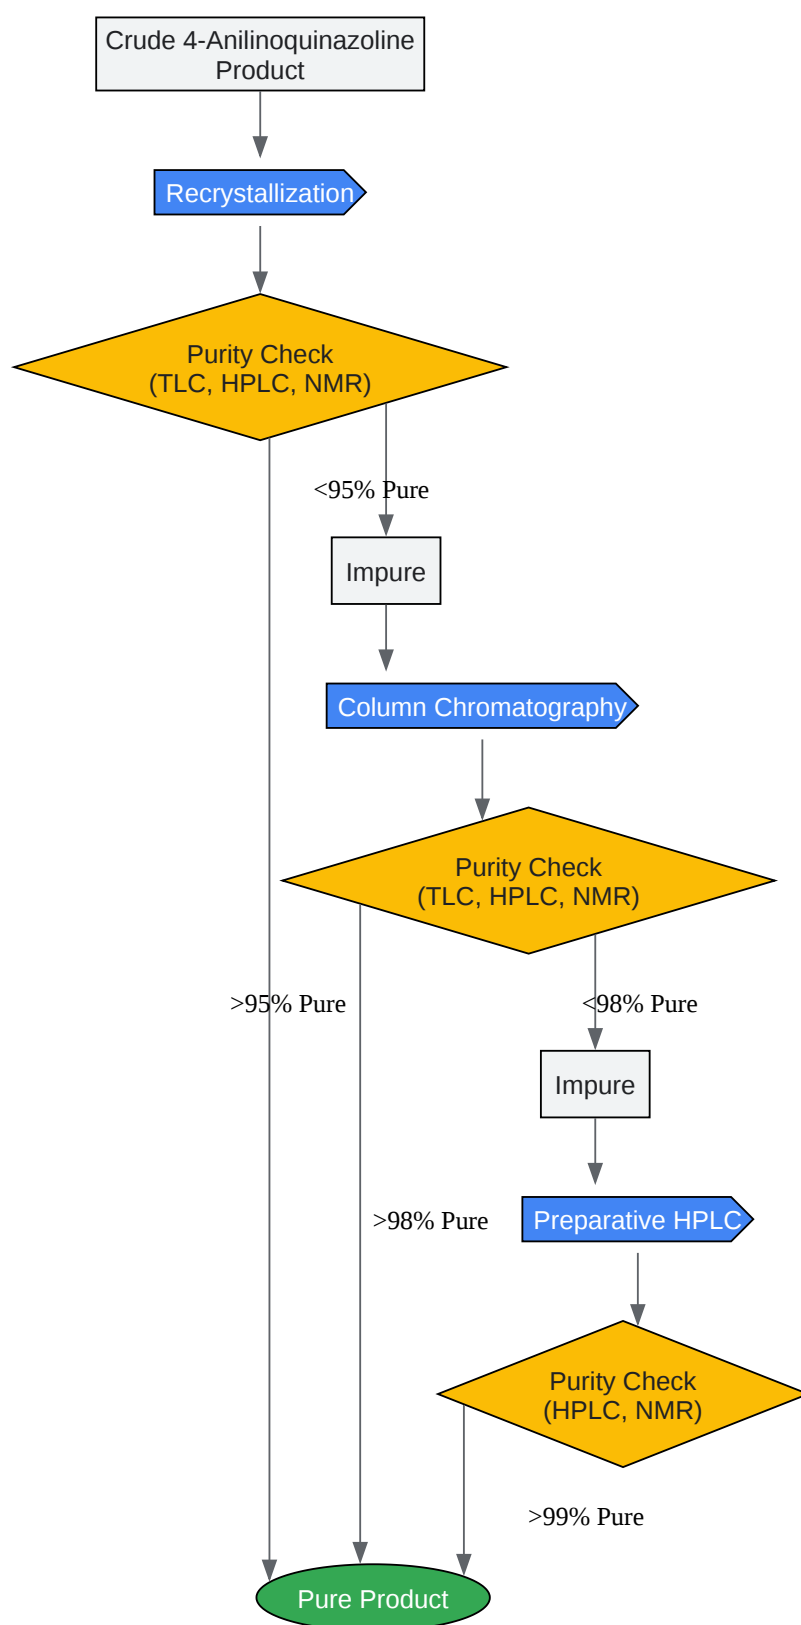 Crude 4-Anilinoquinazoline
Product
Recrystallization
Purity Check
(TLC, HPLC, NMR)
<95% Pure
Impure
Column Chromatography
Purity Check
(TLC, HPLC, NMR)
>95% Pure
<98% Pure
Impure
>98% Pure
Preparative HPLC
Purity Check
(HPLC, NMR)
>99% Pure
Pure Product